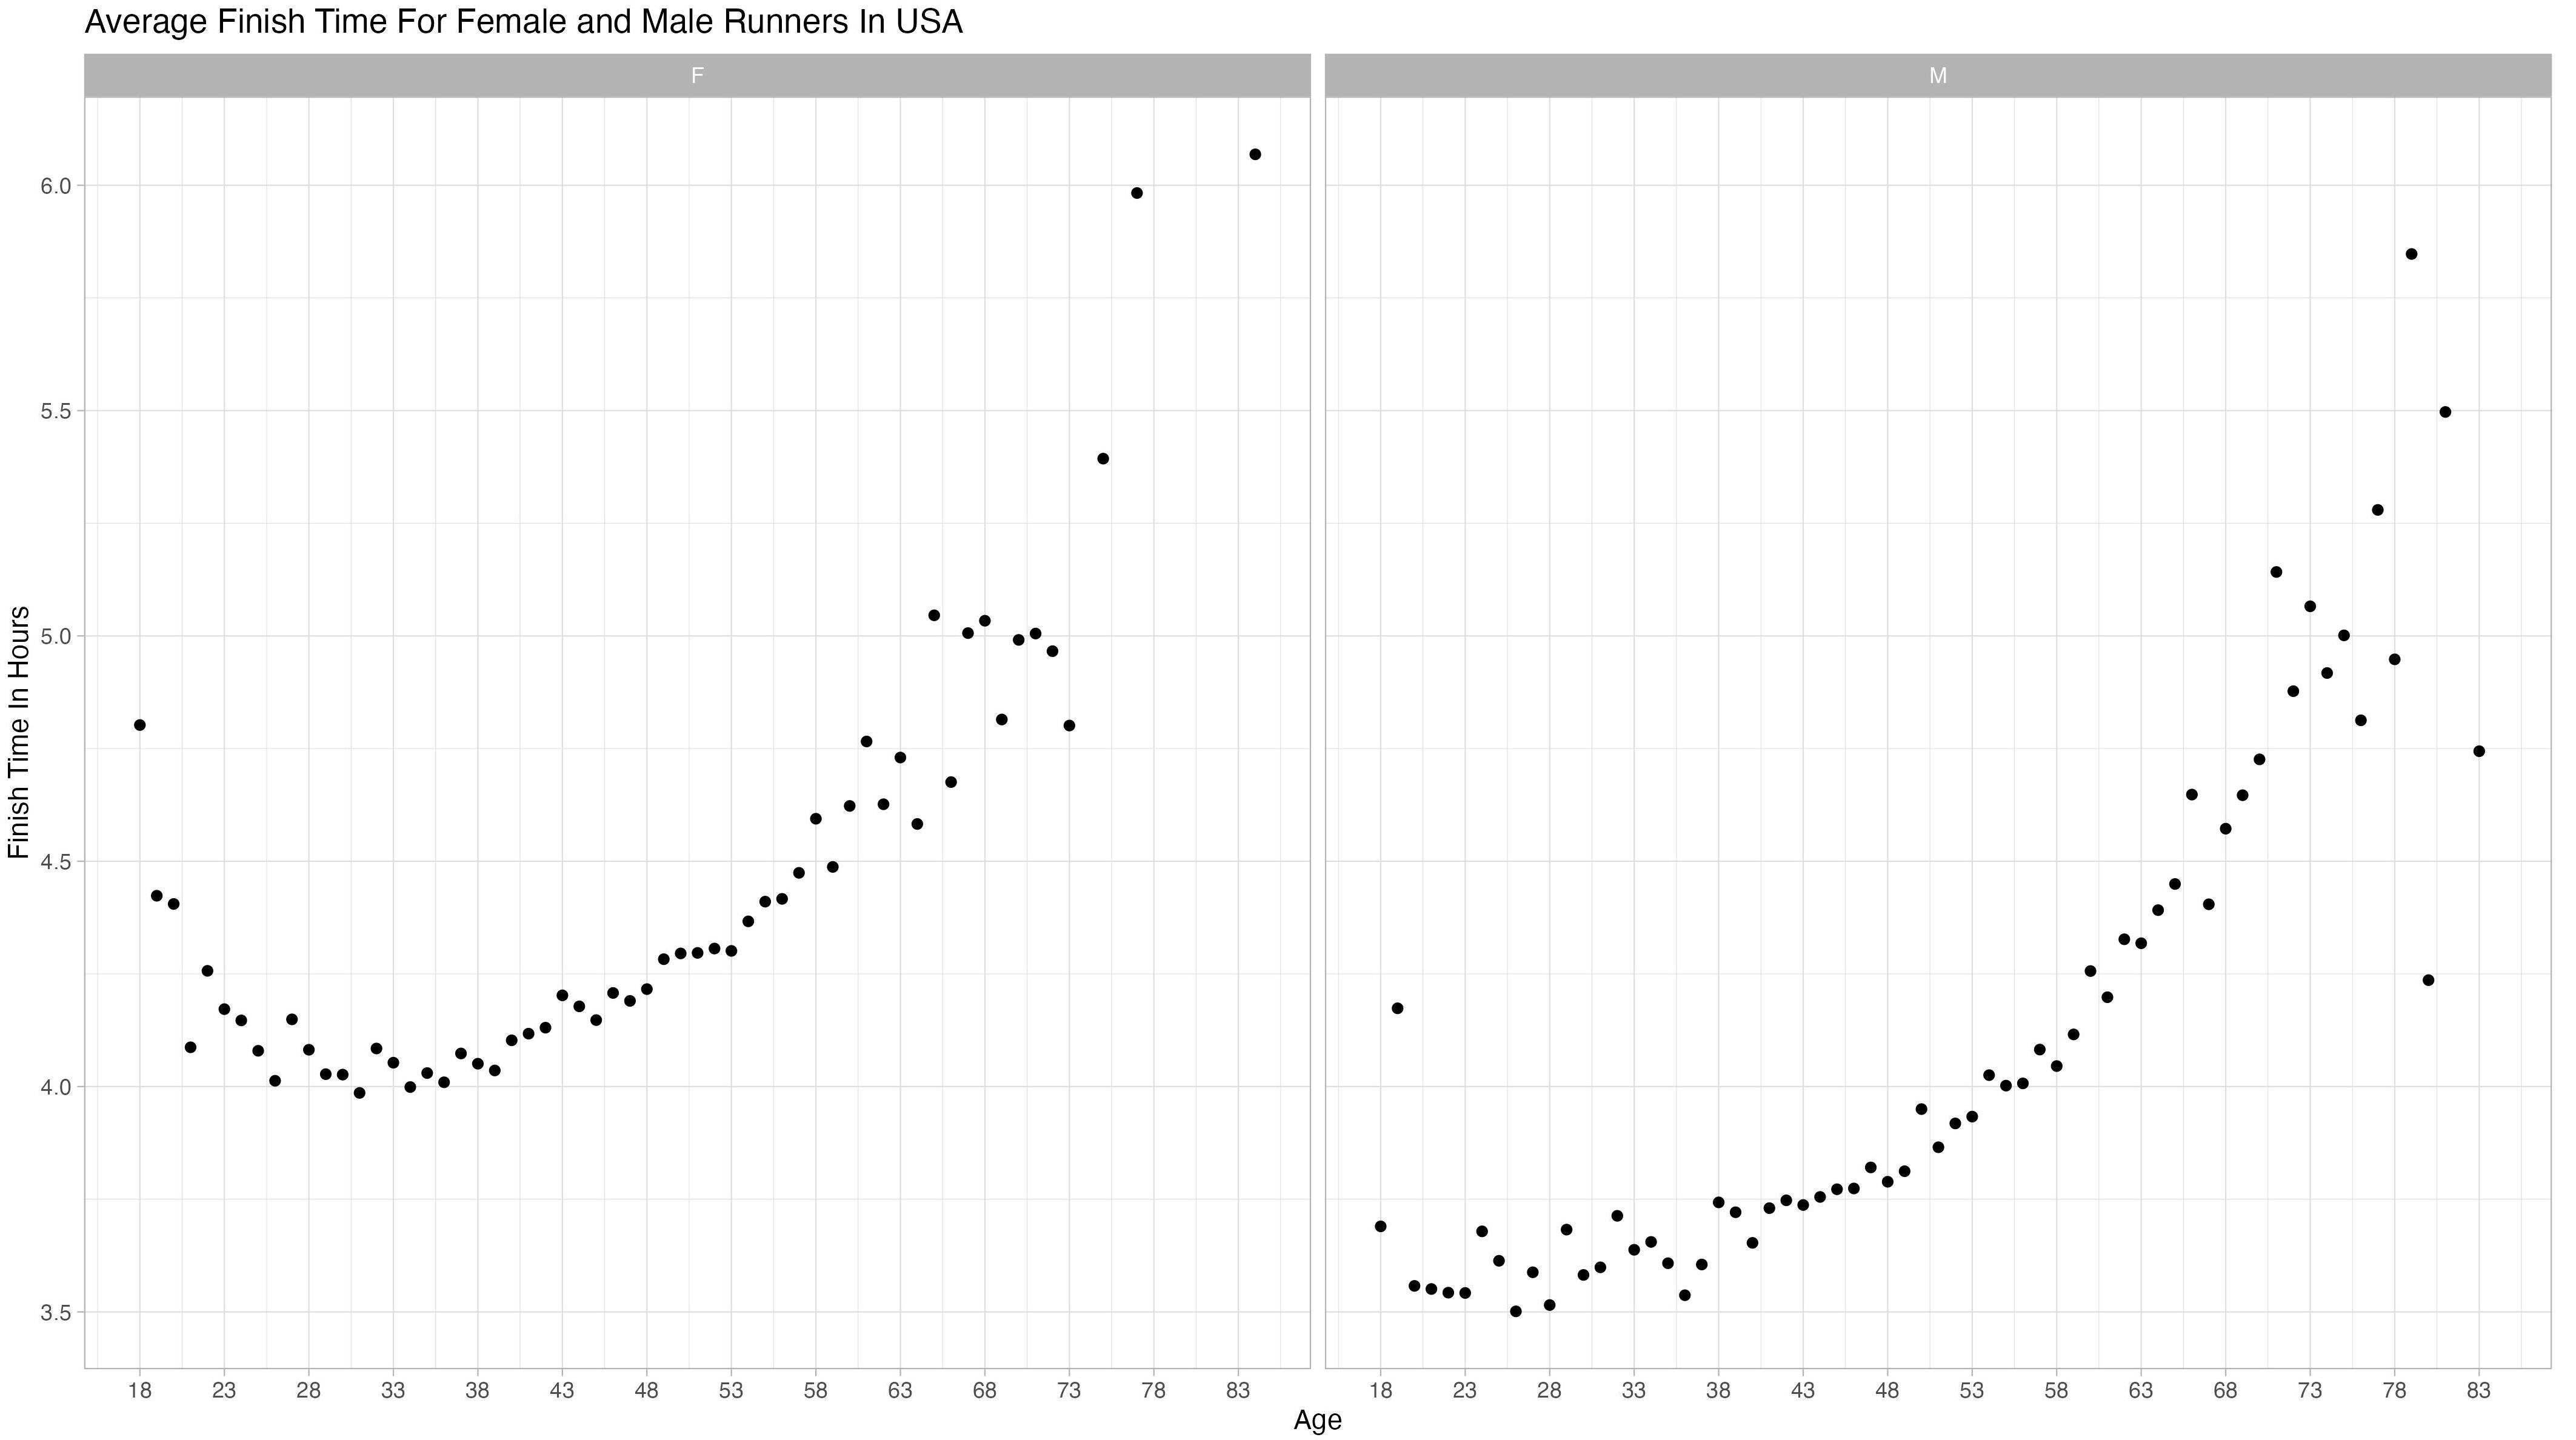 Average Finish Time For Female and Male Runners In USA
F
M
Finish Time In Hours
6.0
5.5
5.0
4.5
4.0
3.5
18 23 28 33 38 43 48 53 58 63 68 73 78 83
18 23 28 33 38 43 48 53 58 63 68 73 78 83
Age